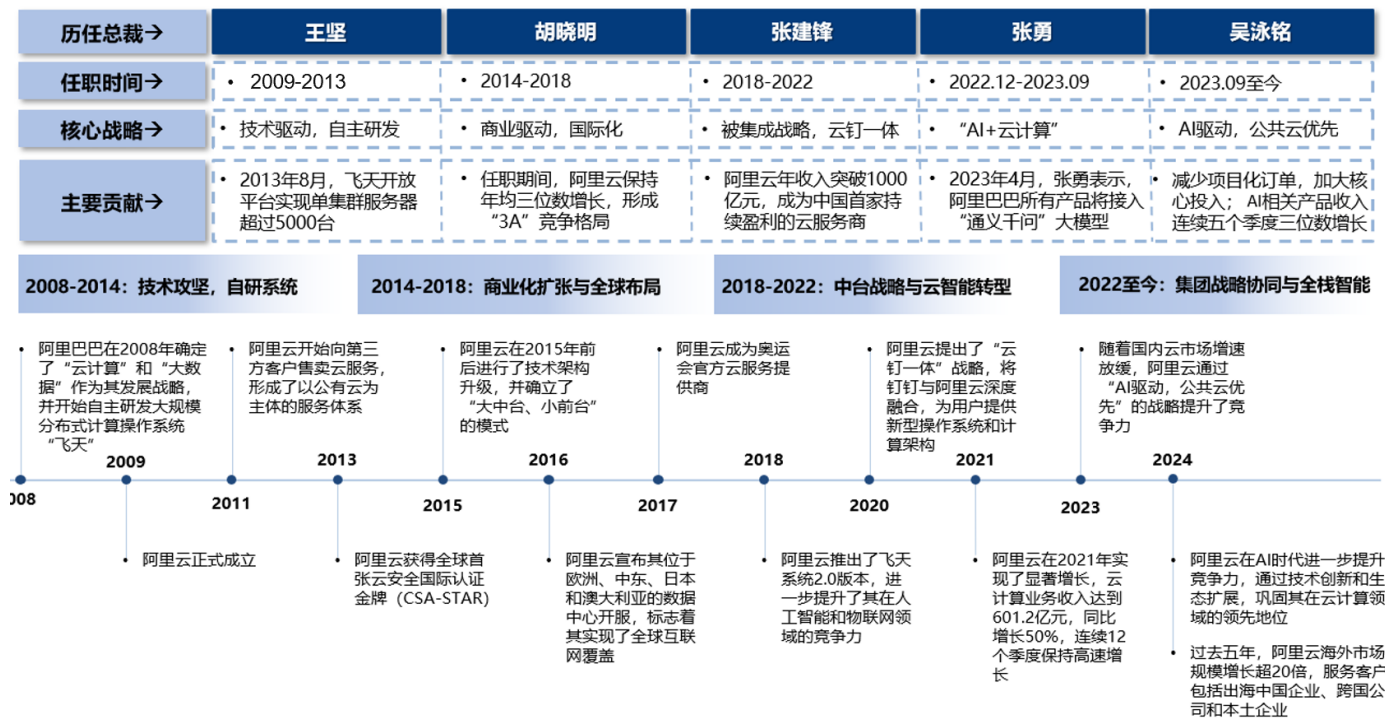 历任总裁→
王坚
胡晓明
张建锋
张勇
吴泳铭
任职时间→
• 2009-2013
• 2014-2018
• 2018-2022
• 2022.12-2023.09
• 2023.09至今
核心战略→
• 技术驱动，自主研发
• 商业驱动，国际化
• 被集成战略，云钉一体
• “AI+云计算”
• AI驱动，公共云优先
主要贡献→
• 2013年8月，飞天开放
平台实现单集群服务器
超过5000台
• 任职期间，阿里云保持
年均三位数增长，形成
“3A”竞争格局
• 阿里云年收入突破1000
亿元，成为中国首家持
续盈利的云服务商
• 2023年4月，张勇表示，
阿里巴巴所有产品将接入
“通义千问”大模型
• 减少项目化订单，加大核
心投入； AI相关产品收入
连续五个季度三位数增长
2008-2014：技术攻坚，自研系统
2014-2018：商业化扩张与全球布局
2018-2022：中台战略与云智能转型
2022至今：集团战略协同与全栈智能
• 阿里巴巴在2008年确定
了“云计算”和“大数
据”作为其发展战略，
并开始自主研发大规模
分布式计算操作系统
“飞天”
• 阿里云开始向第三
方客户售卖云服务，
形成了以公有云为
主体的服务体系
• 阿里云在2015年前
后进行了技术架构
升级，并确立了
“大中台、小前台”
的模式
• 阿里云成为奥运
会官方云服务提
供商
• 阿里云提出了“云
钉一体”战略，将
钉钉与阿里云深度
融合，为用户提供
新型操作系统和计
算架构
• 随着国内云市场增速
放缓，阿里云通过
“AI驱动，公共云优
先”的战略提升了竞
争力
2009
2013
2016
2018
2021
2024
008
2011
2015
2017
2020
2023
• 阿里云正式成立
• 阿里云获得全球首
张云安全国际认证
金牌（CSA-STAR)
• 阿里云宣布其位于
欧洲、中东、日本
和澳大利亚的数据
中心开服，标志着
其实现了全球互联
网覆盖
• 阿里云推出了飞天
系统2.0版本，进
一步提升了其在人
工智能和物联网领
域的竞争力
• 阿里云在2021年实
现了显著增长，云
计算业务收入达到
601.2亿元，同比
增长50%，连续12
个季度保持高速增
长
• 阿里云在AI时代进一步提升
竞争力，通过技术创新和生
态扩展，巩固其在云计算领
域的领先地位
• 过去五年，阿里云海外市场
规模增长超20倍，服务客户
包括出海中国企业、跨国公
司和本土企业